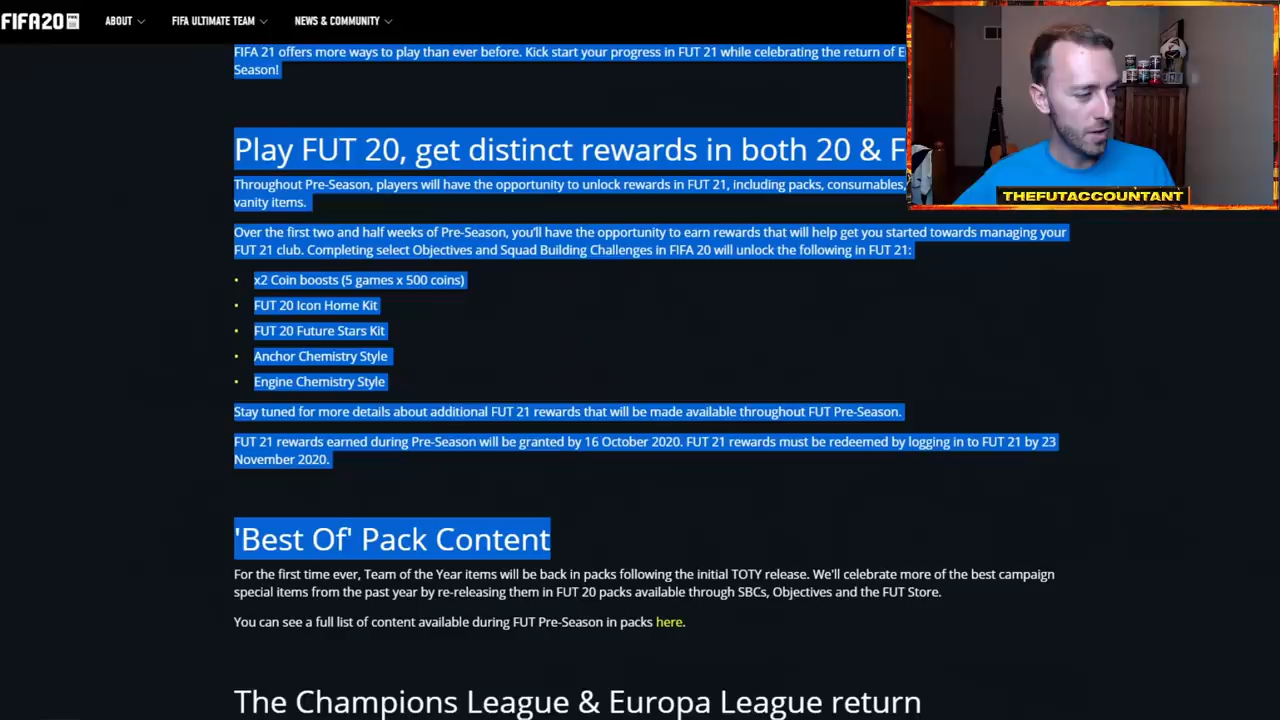 FIFA20
ABOUT
FIFA ULTIMATE TEAM
NEWS & COMMUNITY
FIFA 21 offers more ways to play than ever before. Kick start your progress in FUT 21 while celebrating the return of E
Season!
Play FUT 20, get distinct rewards in both 20 & F
Throughout Pre-Season, players will have the opportunity to unlock rewards in FUT 21, including packs, consumables,
vanity items.
THEFUTACCOUNTANT
Over the first two and half weeks of Pre-Season, you'll have the opportunity to earn rewards that will help get you started towards managing your
FUT 21 club. Completing select Objectives and Squad Building Challenges in FIFA 20 will unlock the following in FUT 21:
• x2 Coin boosts (5 games x 500 coins)
• FUT 20 Icon Home Kit
• FUT 20 Future Stars Kit
• Anchor Chemistry Style
• Engine Chemistry Style
Stay tuned for more details about additional FUT 21 rewards that will be made available throughout FUT Pre-Season.
FUT 21 rewards earned during Pre-Season will be granted by 16 October 2020. FUT 21 rewards must be redeemed by logging in to FUT 21 by 23
November 2020.
'Best Of' Pack Content
For the first time ever, Team of the Year items will be back in packs following the initial TOTY release. We'll celebrate more of the best campaign
special items from the past year by re-releasing them in FUT 20 packs available through SBCs, Objectives and the FUT Store.
You can see a full list of content available during FUT Pre-Season in packs here.
The Champions League & Europa League return